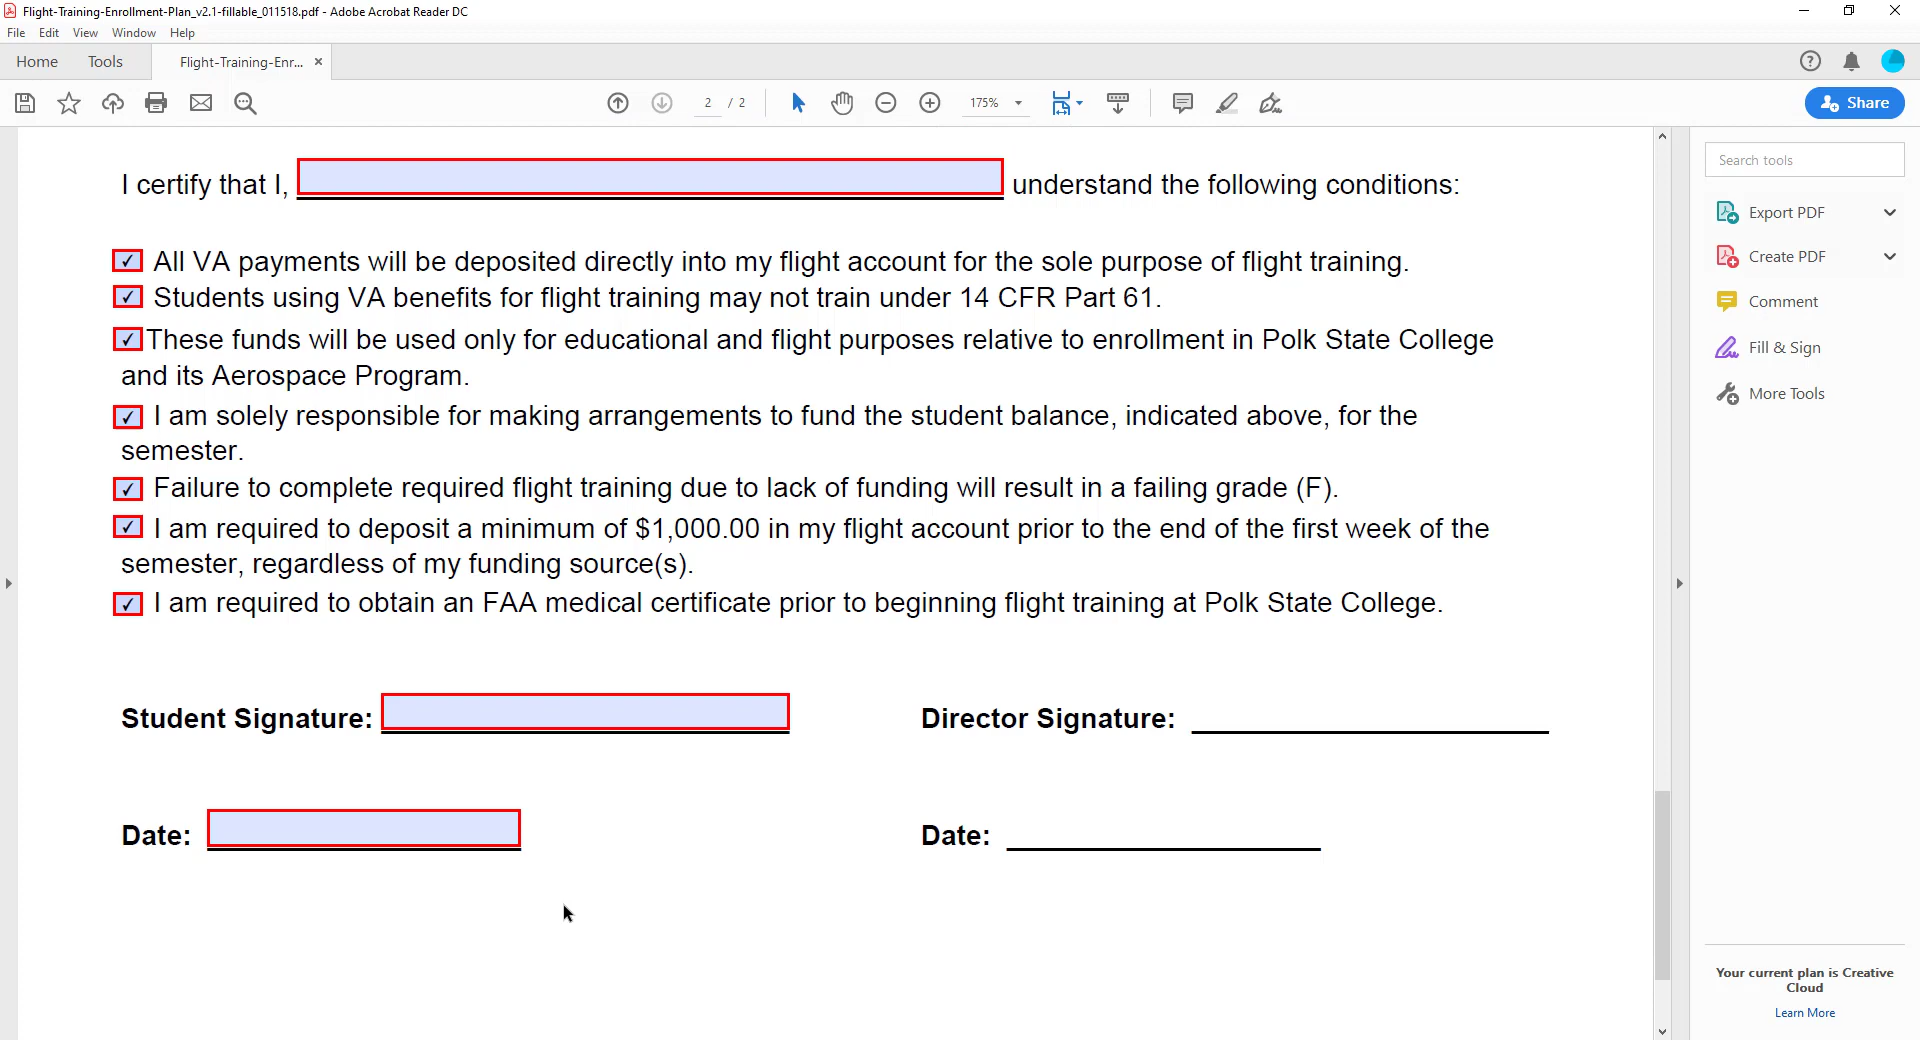 Flight-Training-Enrollment-Plan_v2.1-fillable_011518.pdf - Adobe Acrobat Reader DC
File Edit View Window Help
Home Tools Flight-Training-Enr... ×
2 / 2 175% Share
I certify that I, understand the following conditions:
All VA payments will be deposited directly into my flight account for the sole purpose of flight training.
Students using VA benefits for flight training may not train under 14 CFR Part 61.
These funds will be used only for educational and flight purposes relative to enrollment in Polk State College
and its Aerospace Program.
I am solely responsible for making arrangements to fund the student balance, indicated above, for the
semester.
Failure to complete required flight training due to lack of funding will result in a failing grade (F).
I am required to deposit a minimum of $1,000.00 in my flight account prior to the end of the first week of the
semester, regardless of my funding source(s).
I am required to obtain an FAA medical certificate prior to beginning flight training at Polk State College.
Student Signature: Director Signature:
Date: Date:
Search tools
Export PDF
Create PDF
Comment
Fill & Sign
More Tools
Your current plan is Creative
Cloud
Learn More